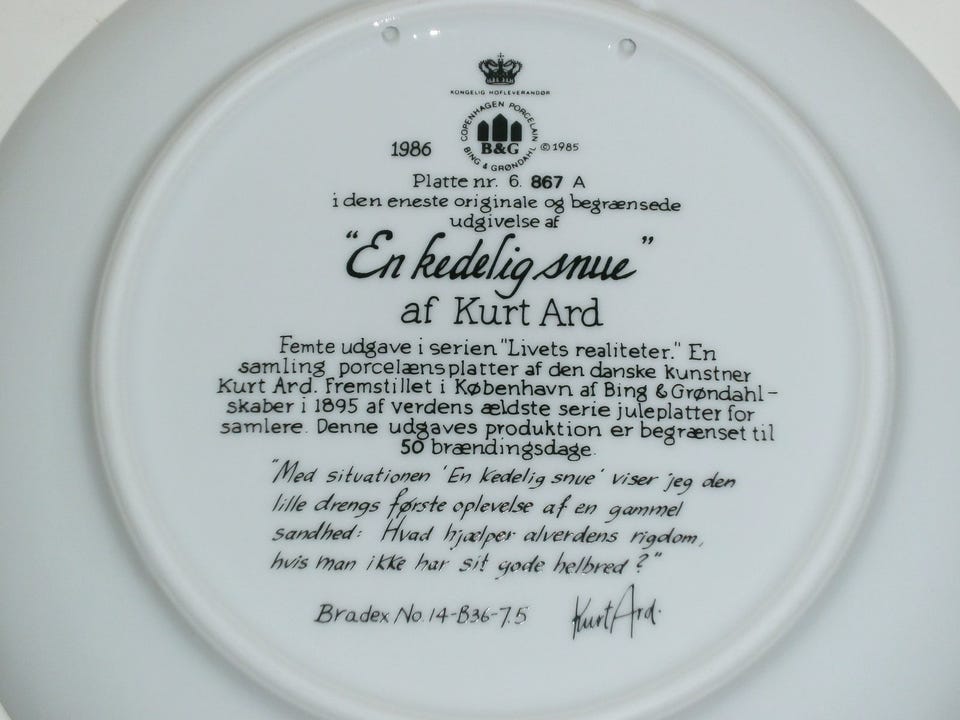 KONGELIG HOFLEVERANDØR
COPENHAGEN PORCELAIN
B&G
BING & GRØNDAHL
1986
©1985
Platte nr. 6. 867 A
i den eneste originale og begrænsede
udgivelse af
"En kedelig snue"
af Kurt Ard
Femte udgave i serien "Livets realiteter." En
samling porcelænsplatter af den danske kunstner
Kurt Ard. Fremstillet i København af Bing & Grøndahl-
skaber i 1895 af verdens ældste serie juleplatter for
samlere. Denne udgaves produktion er begrænset til
50 brændingsdage.
"Med situationen 'En kedelig snue' viser jeg den
lille drengs første oplevelse af en gammel
sandhed: Hvad hjælper alverdens rigdom,
hvis man ikke har sit gode helbred?"
Bradex No. 14-B36-7.5
Kurt Ard.